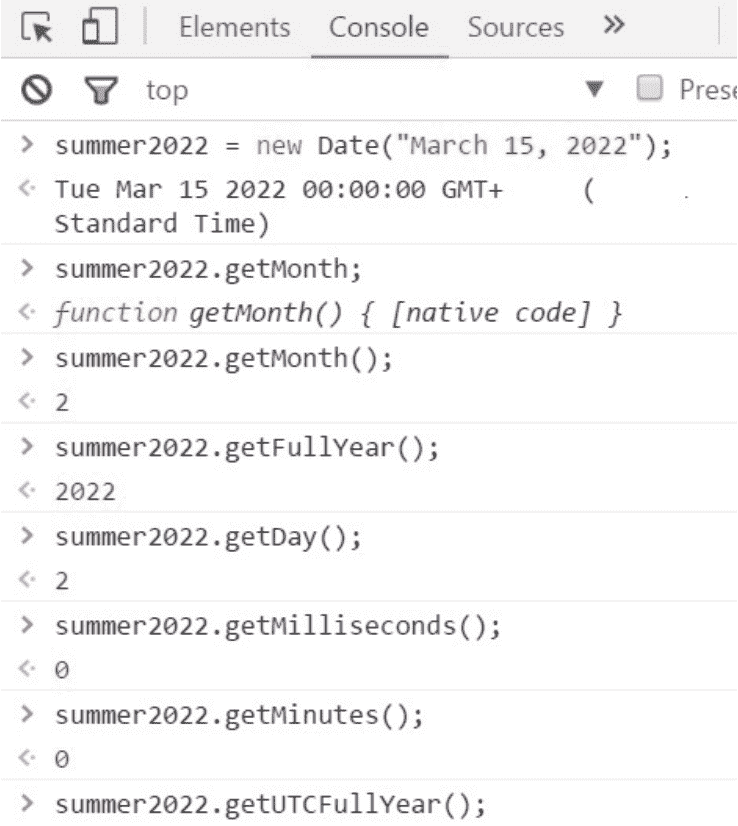 Elements Console Sources »
top ▼ Prese
> summer2022 = new Date("March 15, 2022");
<· Tue Mar 15 2022 00:00:00 GMT+ ( .
Standard Time)
> summer2022.getMonth;
<· function getMonth() { [native code] }
> summer2022.getMonth();
<· 2
> summer2022.getFullYear();
<· 2022
> summer2022.getDay();
<· 2
> summer2022.getMilliseconds();
<· 0
> summer2022.getMinutes();
<· 0
> summer2022.getUTCFullYear();